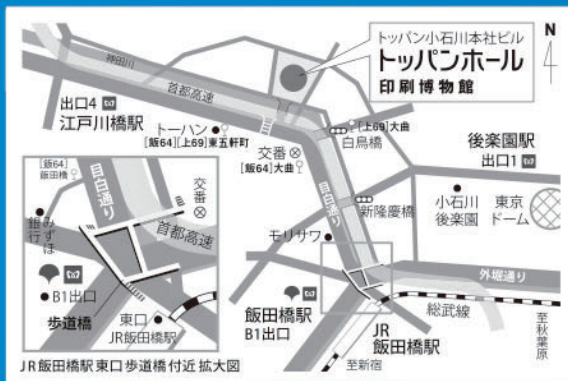 トッパン小石川本社ビル
トッパンホール
印刷博物館
N
神田川
首都高速
出口4
江戸川橋駅
トーハン
[飯64][上69]東五軒町
[上69]大曲
白鳥橋
交番
[飯64]大曲
後楽園駅
出口1
目白通り
新隆慶橋
小石川
後楽園
東京
ドーム
モリサワ
外堀通り
飯田橋駅
B1出口
総武線
JR
飯田橋駅
至新宿
至秋葉原
[飯64]
飯田橋
目白通り
交番
みずほ
銀行
首都高速
B1出口
歩道橋
東口
JR飯田橋駅
JR飯田橋駅東口歩道橋付近 拡大図